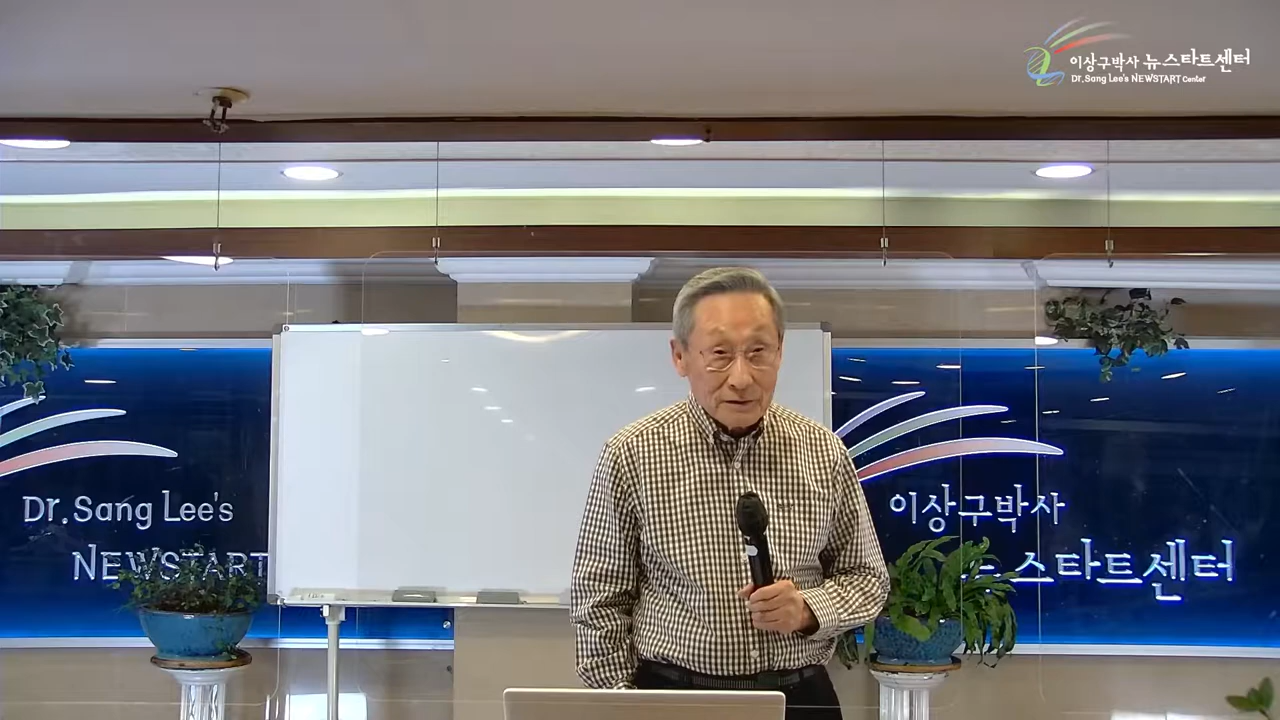 이상구박사 뉴스타트센터
Dr. Sang Lee's NEWSTART Center
Dr. Sang Lee's
NEWSTART
이상구박사
뉴스타트센터